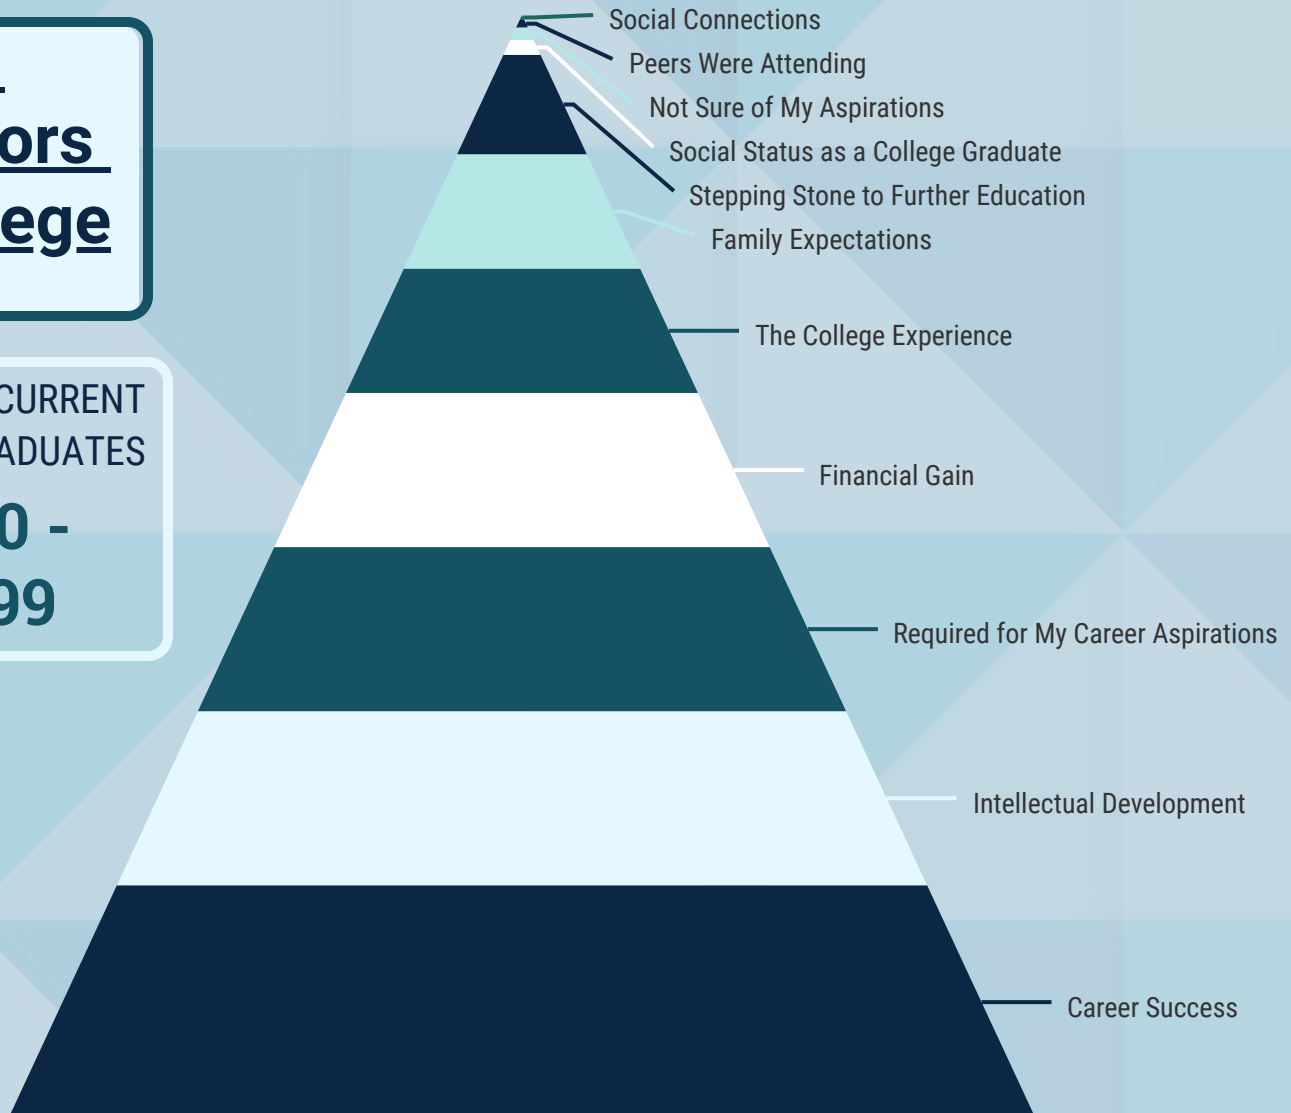 ors
ege
CURRENT
ADUATES
0 -
99
Social Connections
Peers Were Attending
Not Sure of My Aspirations
Social Status as a College Graduate
Stepping Stone to Further Education
Family Expectations
The College Experience
Financial Gain
Required for My Career Aspirations
Intellectual Development
Career Success